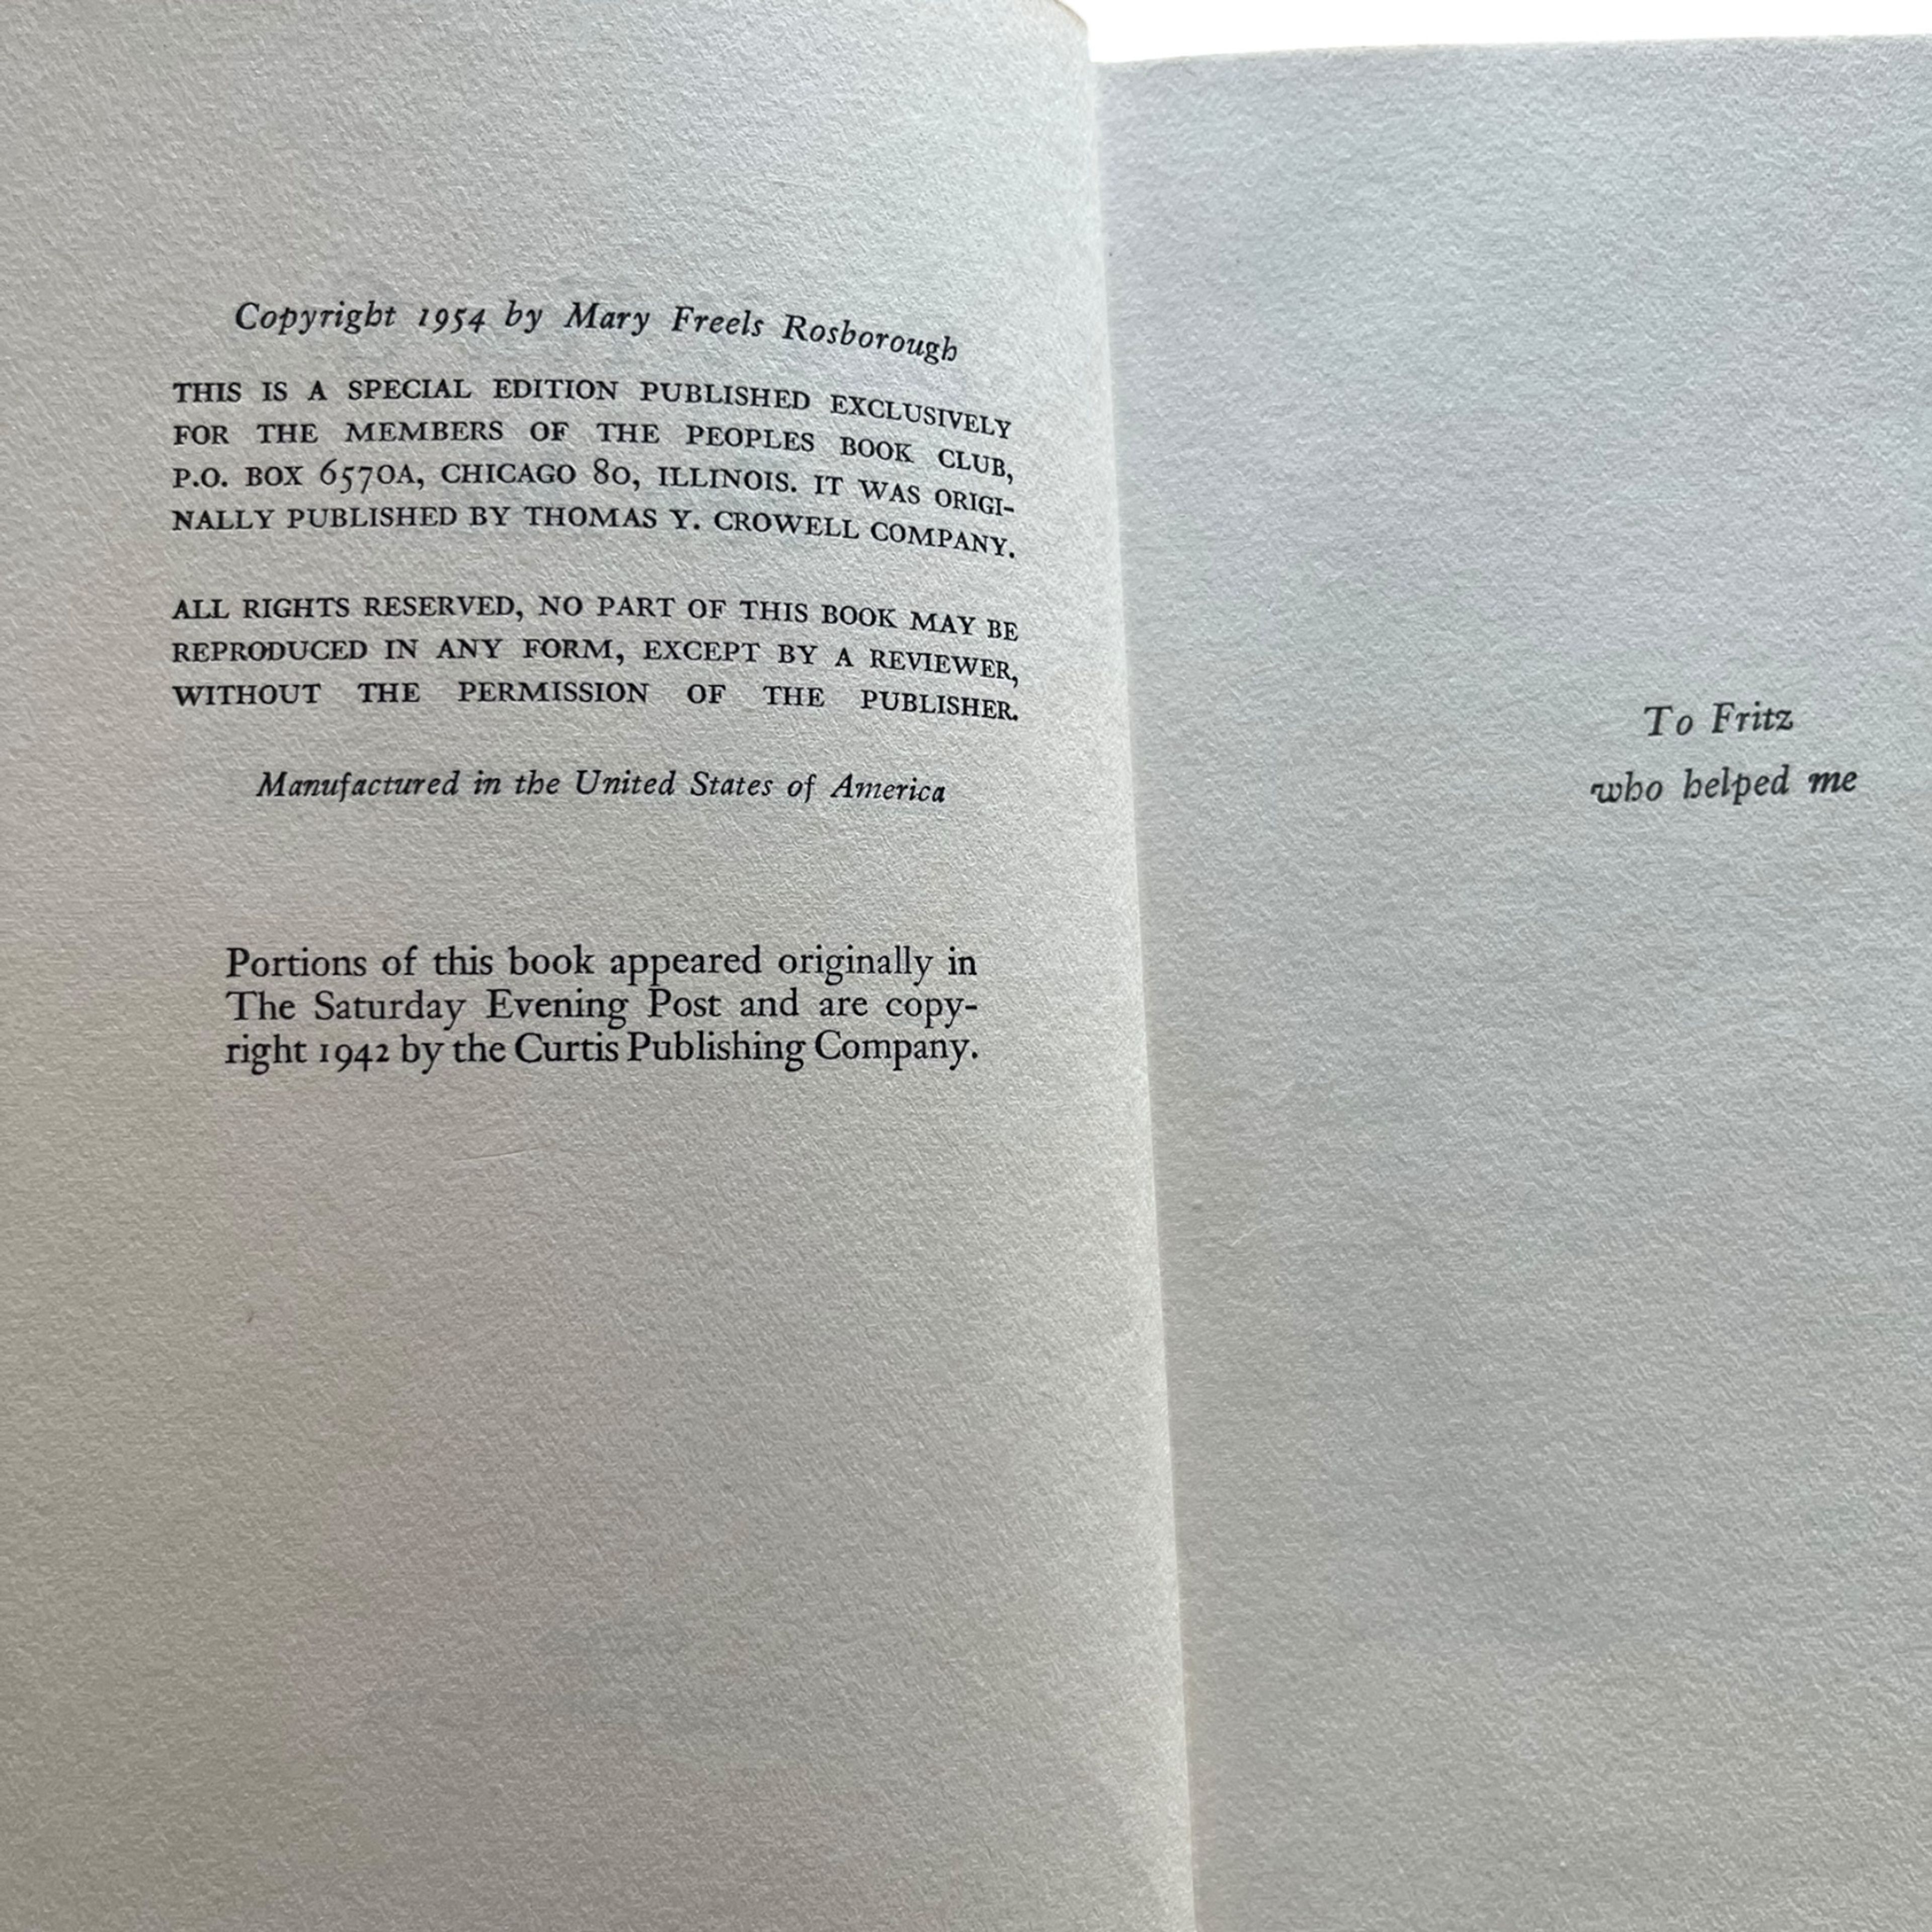 Copyright 1954 by Mary Freels Rosborough
THIS IS A SPECIAL EDITION PUBLISHED EXCLUSIVELY
FOR THE MEMBERS OF THE PEOPLES BOOK CLUB,
P.O. BOX 6570A, CHICAGO 80, ILLINOIS. IT WAS ORIGI-
NALLY PUBLISHED BY THOMAS Y. CROWELL COMPANY.
ALL RIGHTS RESERVED, NO PART OF THIS BOOK MAY BE
REPRODUCED IN ANY FORM, EXCEPT BY A REVIEWER,
WITHOUT THE PERMISSION OF THE PUBLISHER.
Manufactured in the United States of America
Portions of this book appeared originally in
The Saturday Evening Post and are copy-
right 1942 by the Curtis Publishing Company.
To Fritz
who helped me